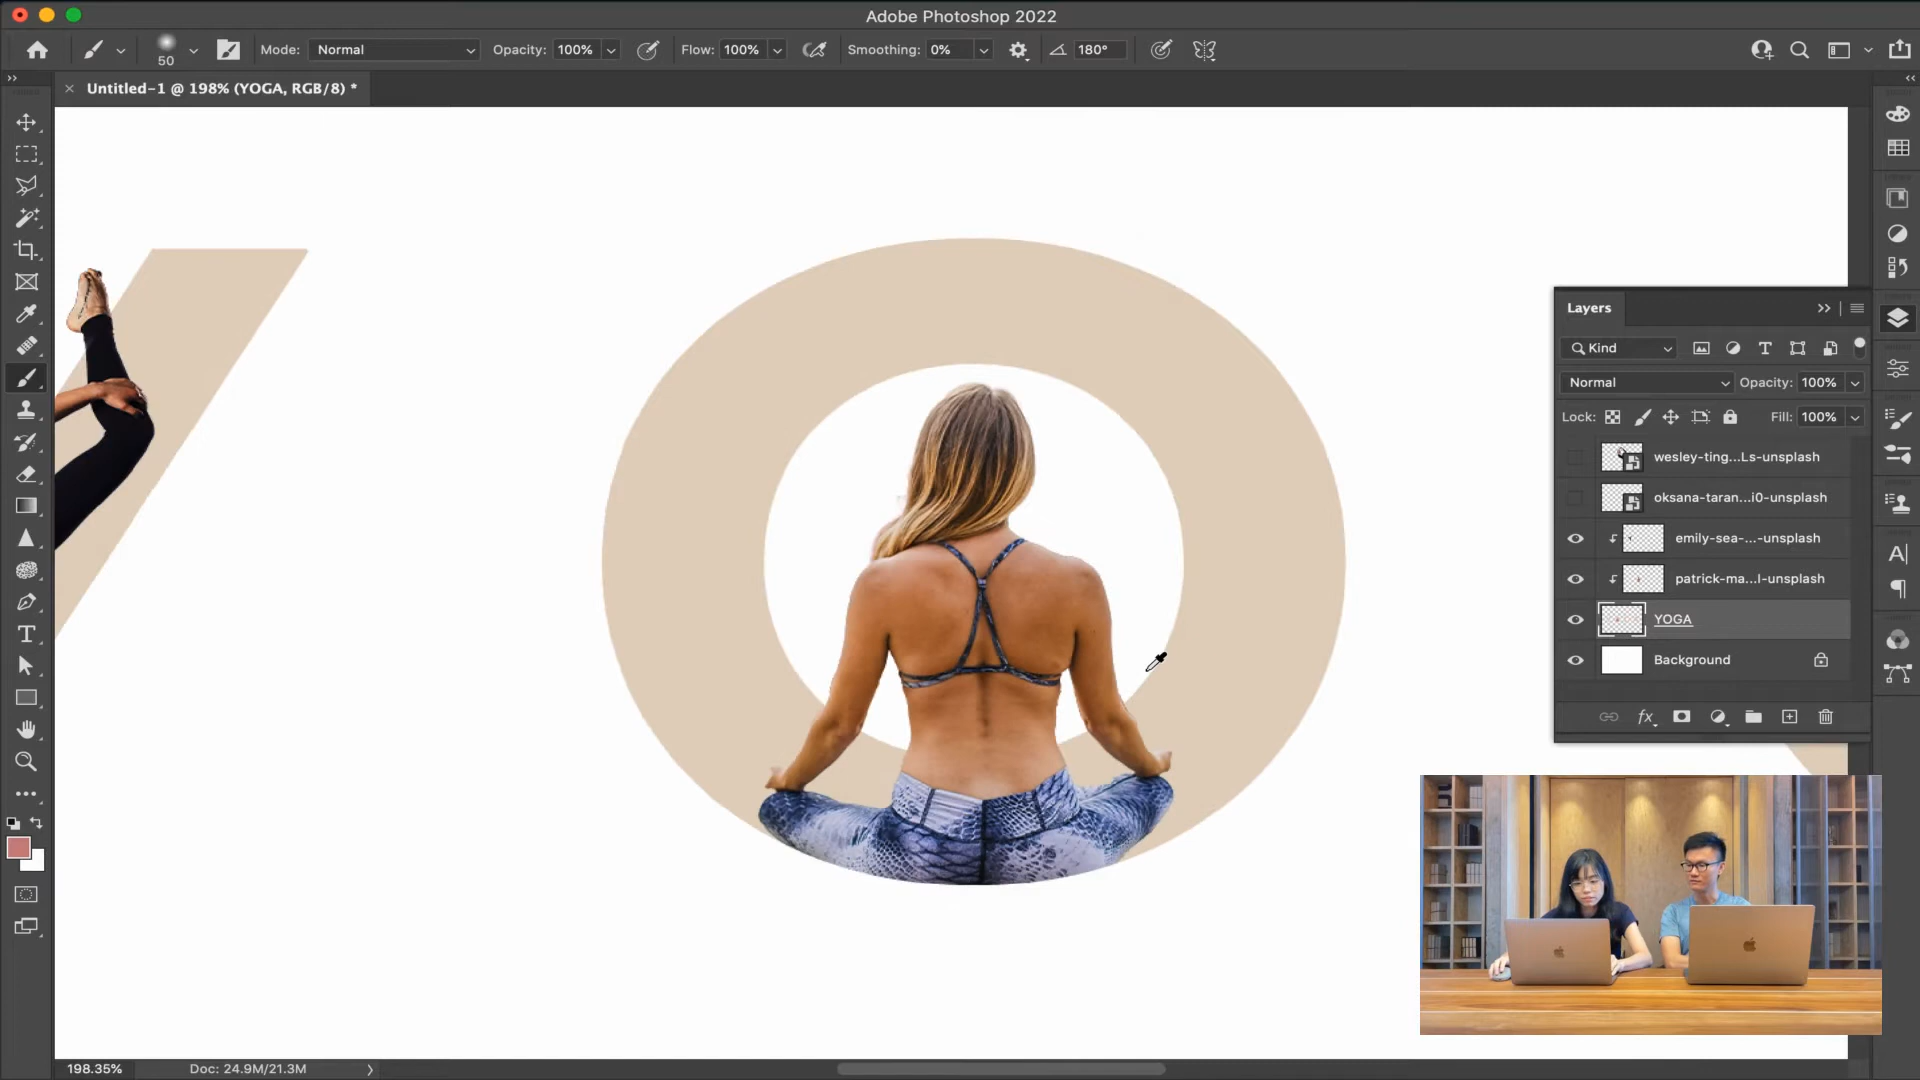 Adobe Photoshop 2022
50
Mode: Normal Opacity: 100% Flow: 100% Smoothing: 0% 180°
Untitled-1 @ 198% (YOGA, RGB/8) *
Layers
Kind
Normal Opacity: 100%
Lock: Fill: 100%
wesley-ting...Ls-unsplash
oksana-taran...i0-unsplash
emily-sea-...-unsplash
patrick-ma...l-unsplash
YOGA
Background
fx
198.35% Doc: 24.9M/21.3M